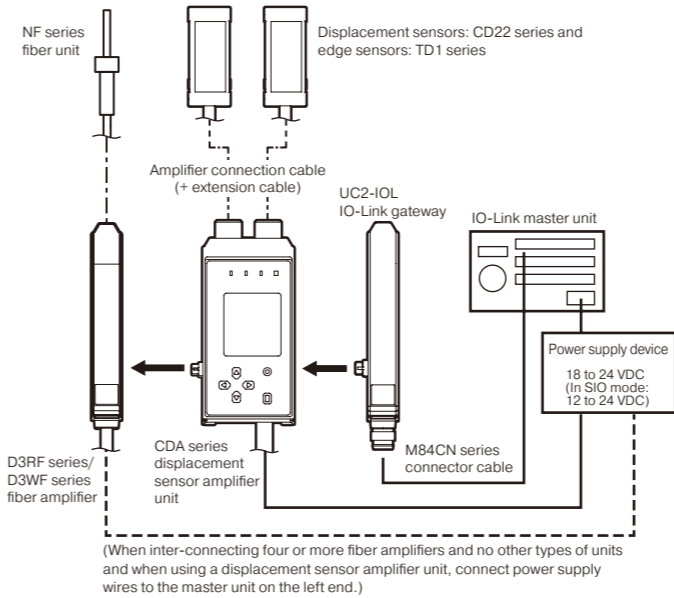 NF series
fiber unit
Displacement sensors: CD22 series and
edge sensors: TD1 series
Amplifier connection cable
(+ extension cable)
UC2-IOL
IO-Link gateway
IO-Link master unit
Power supply device
18 to 24 VDC
(In SIO mode:
12 to 24 VDC)
D3RF series/
D3WF series
fiber amplifier
CDA series
displacement
sensor amplifier
unit
M84CN series
connector cable
(When inter-connecting four or more fiber amplifiers and no other types of units
and when using a displacement sensor amplifier unit, connect power supply
wires to the master unit on the left end.)